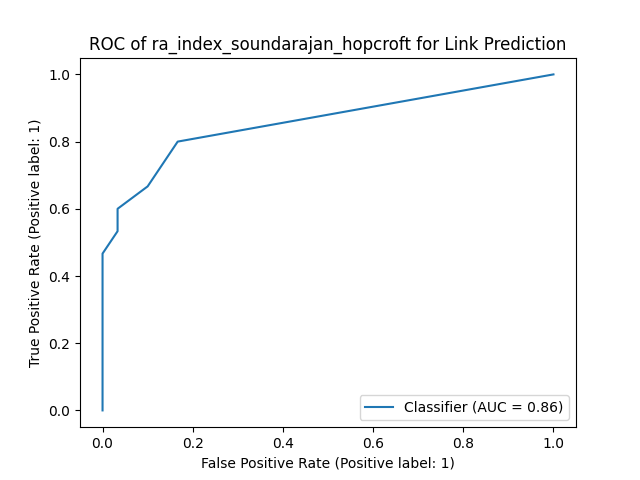 ROC of ra_index_soundarajan_hopcroft for Link Prediction
1.0
0.8
0.6
0.4
0.2
0.0
True Positive Rate (Positive label: 1)
Classifier (AUC = 0.86)
0.0 0.2 0.4 0.6 0.8 1.0
False Positive Rate (Positive label: 1)